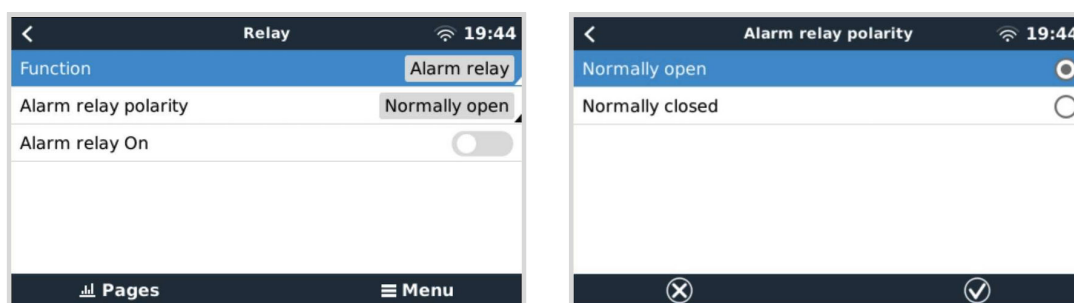 Relay 19:44
Function Alarm relay
Alarm relay polarity Normally open
Alarm relay On
Pages Menu
Alarm relay polarity 19:44
Normally open
Normally closed